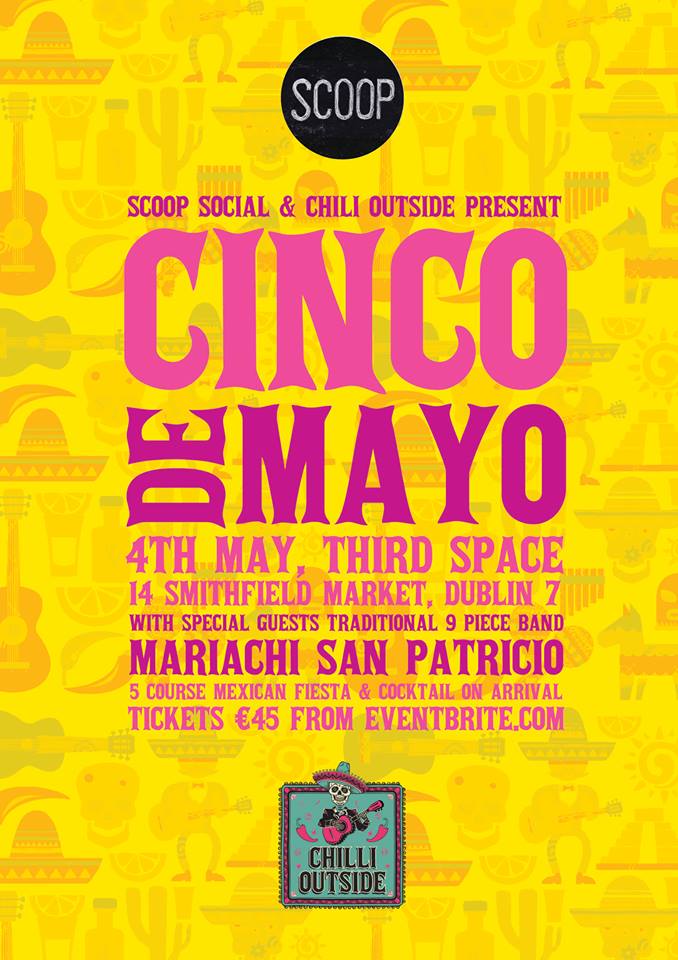 SCOOP
SCOOP SOCIAL & CHILI OUTSIDE PRESENT
CINCO
DE MAYO
4TH MAY, THIRD SPACE
14 SMITHFIELD MARKET, DUBLIN 7
WITH SPECIAL GUESTS TRADITIONAL 9 PIECE BAND
MARIACHI SAN PATRICIO
5 COURSE MEXICAN FIESTA & COCKTAIL ON ARRIVAL
TICKETS €45 FROM EVENTBRITE.COM
CHILLI
OUTSIDE